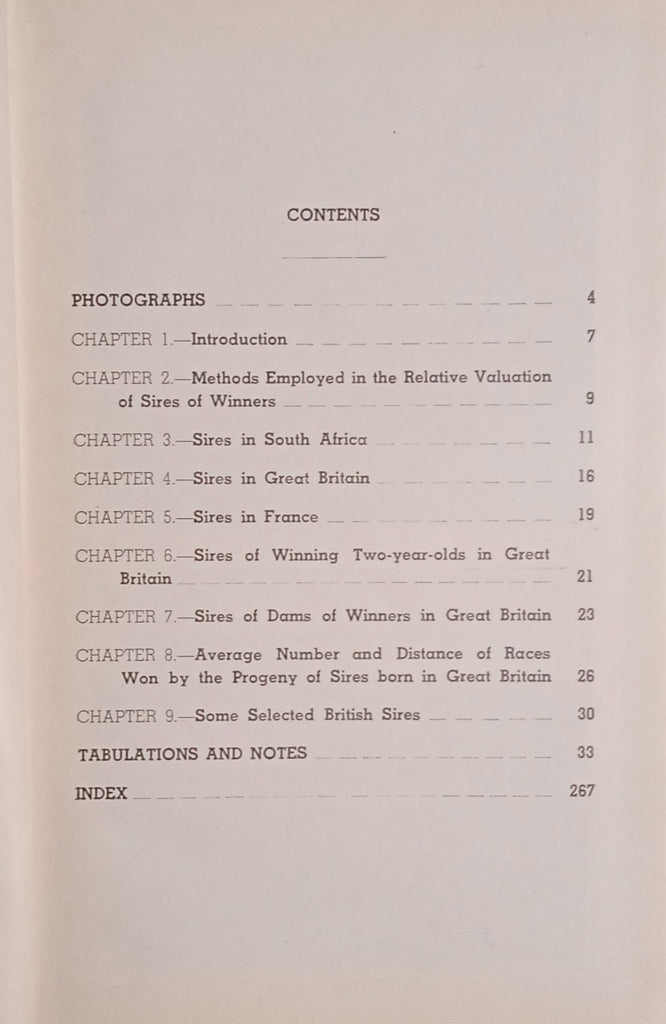 CONTENTS
PHOTOGRAPHS 4
CHAPTER 1.—Introduction 7
CHAPTER 2.—Methods Employed in the Relative Valuation
of Sires of Winners 9
CHAPTER 3.—Sires in South Africa 11
CHAPTER 4.—Sires in Great Britain 16
CHAPTER 5.—Sires in France 19
CHAPTER 6.—Sires of Winning Two-year-olds in Great
Britain 21
CHAPTER 7.—Sires of Dams of Winners in Great Britain 23
CHAPTER 8.—Average Number and Distance of Races
Won by the Progeny of Sires born in Great Britain 26
CHAPTER 9.—Some Selected British Sires 30
TABULATIONS AND NOTES 33
INDEX 267